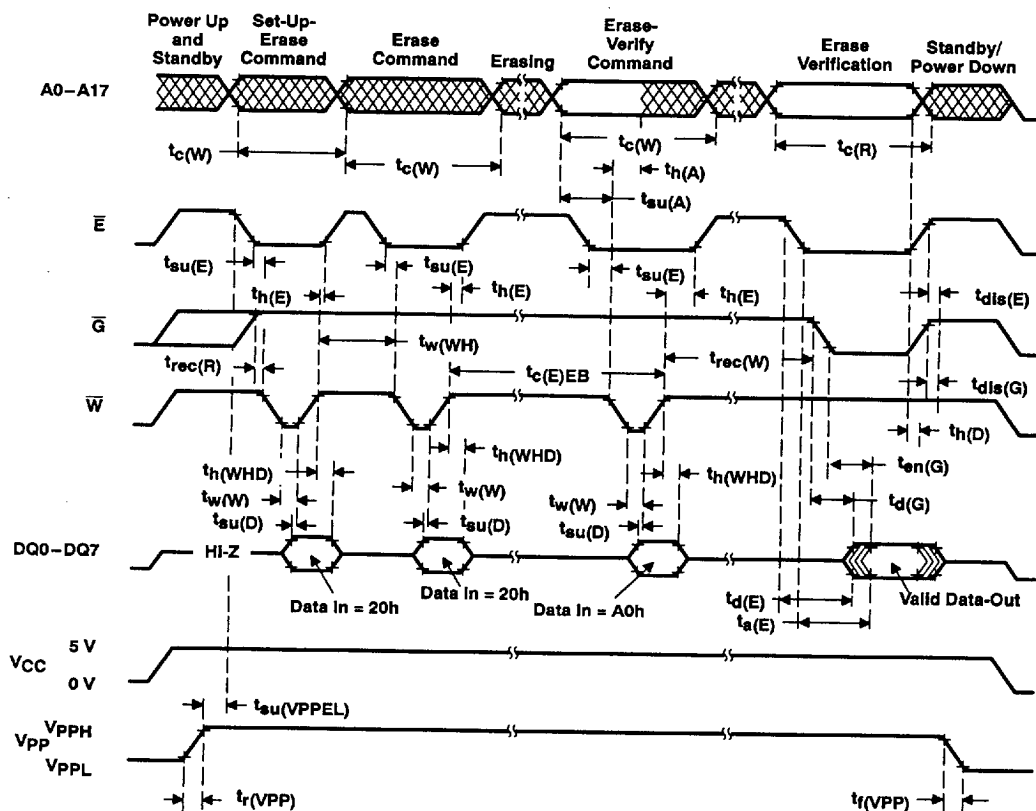 Power Up and Standby
Set-Up-Erase Command
Erase Command
Erasing
Erase-Verify Command
Erase Verification
Standby/Power Down
A0–A17
tc(W)
tc(W)
tc(W)
th(A)
tsu(A)
tc(R)
E
tsu(E)
tsu(E)
tsu(E)
th(E)
th(E)
th(E)
tdis(E)
G
trec(R)
tw(WH)
tc(E)EB
trec(W)
tdis(G)
W
th(D)
th(WHD)
th(WHD)
th(WHD)
ten(G)
tw(W)
tw(W)
tw(W)
td(G)
tsu(D)
tsu(D)
tsu(D)
DQ0–DQ7
Hi-Z
Data In = 20h
Data In = 20h
Data In = A0h
Valid Data-Out
td(E)
ta(E)
5 V
VCC
0 V
tsu(VPPEL)
VPPH
VPP
VPPL
tr(VPP)
tf(VPP)